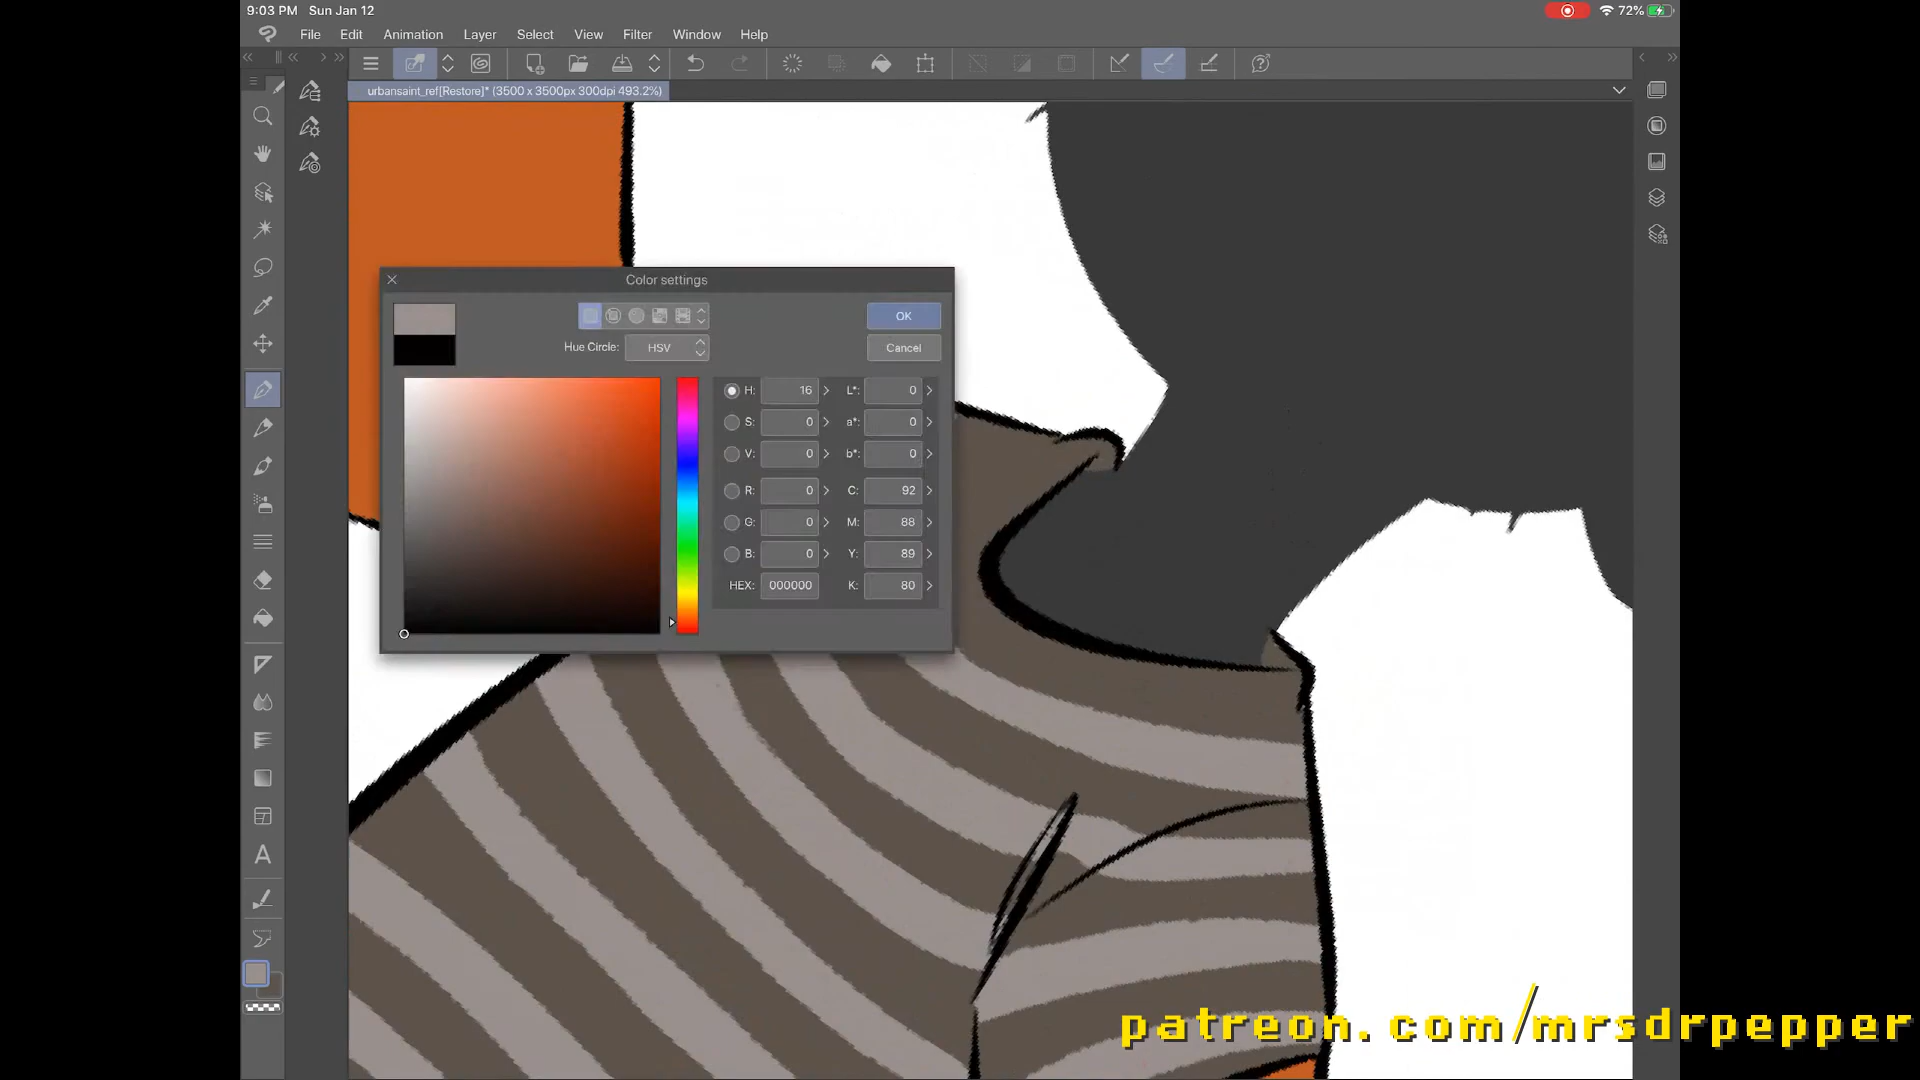 9:03 PM Sun Jan 12
72%
File Edit Animation Layer Select View Filter Window Help
urbansaint_ref[Restore]* (3500 x 3500px 300dpi 493.2%)
Color settings
OK
Hue Circle: HSV
Cancel
H: 16 L*: 0
S: 0 a*: 0
V: 0 b*: 0
R: 0 C: 92
G: 0 M: 88
B: 0 Y: 89
HEX: 000000 K: 80
patreon.com/mrsdrpepper